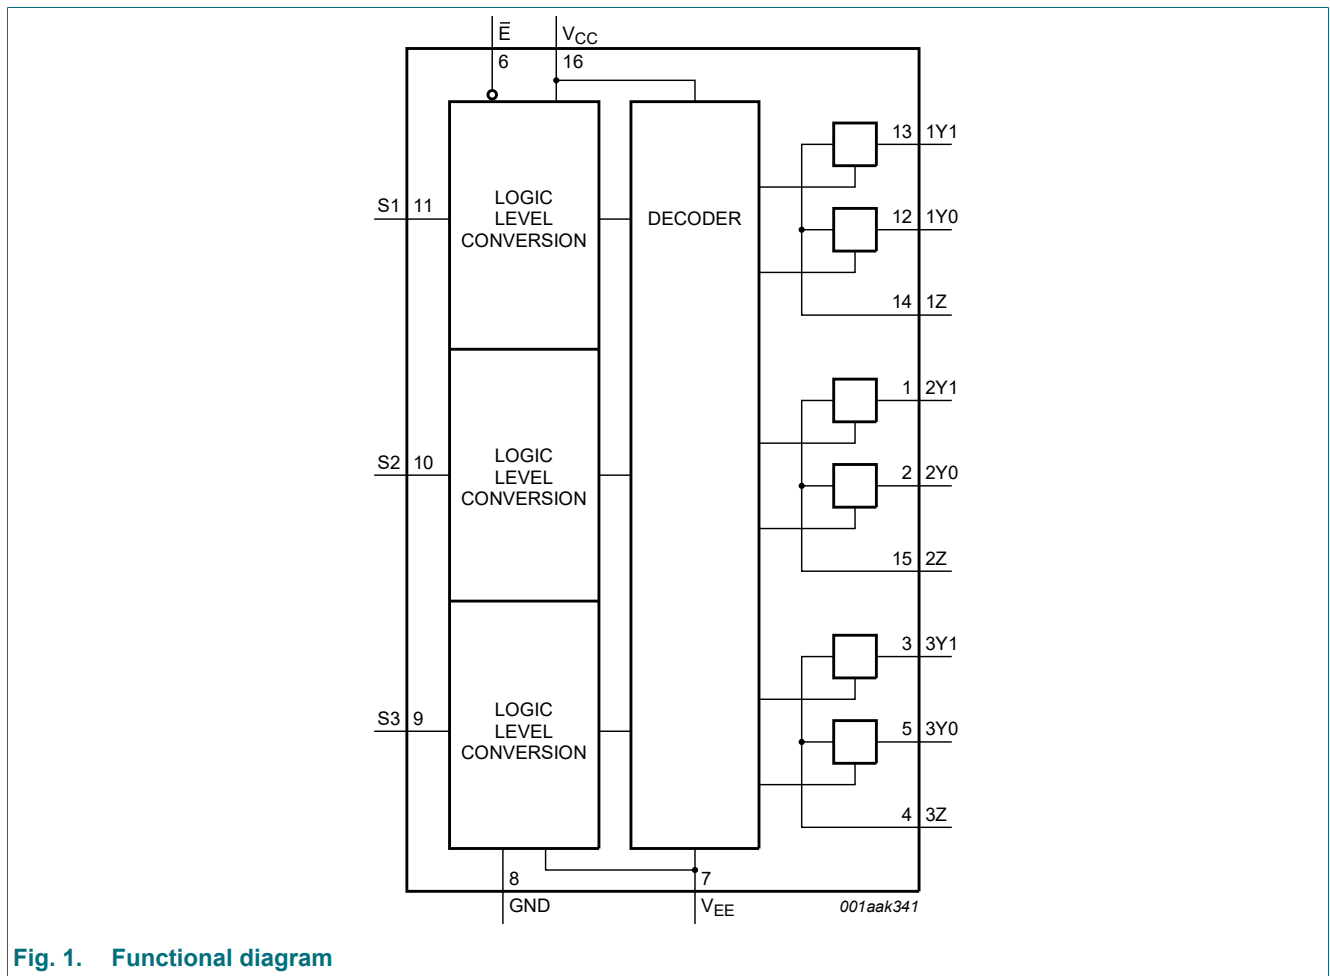 E̅ VCC
6 16
13 1Y1
S1 11 LOGIC LEVEL CONVERSION DECODER
12 1Y0
14 1Z
1 2Y1
S2 10 LOGIC LEVEL CONVERSION
2 2Y0
15 2Z
3 3Y1
S3 9 LOGIC LEVEL CONVERSION
5 3Y0
4 3Z
8 7
GND VEE 001aak341
Fig. 1. Functional diagram